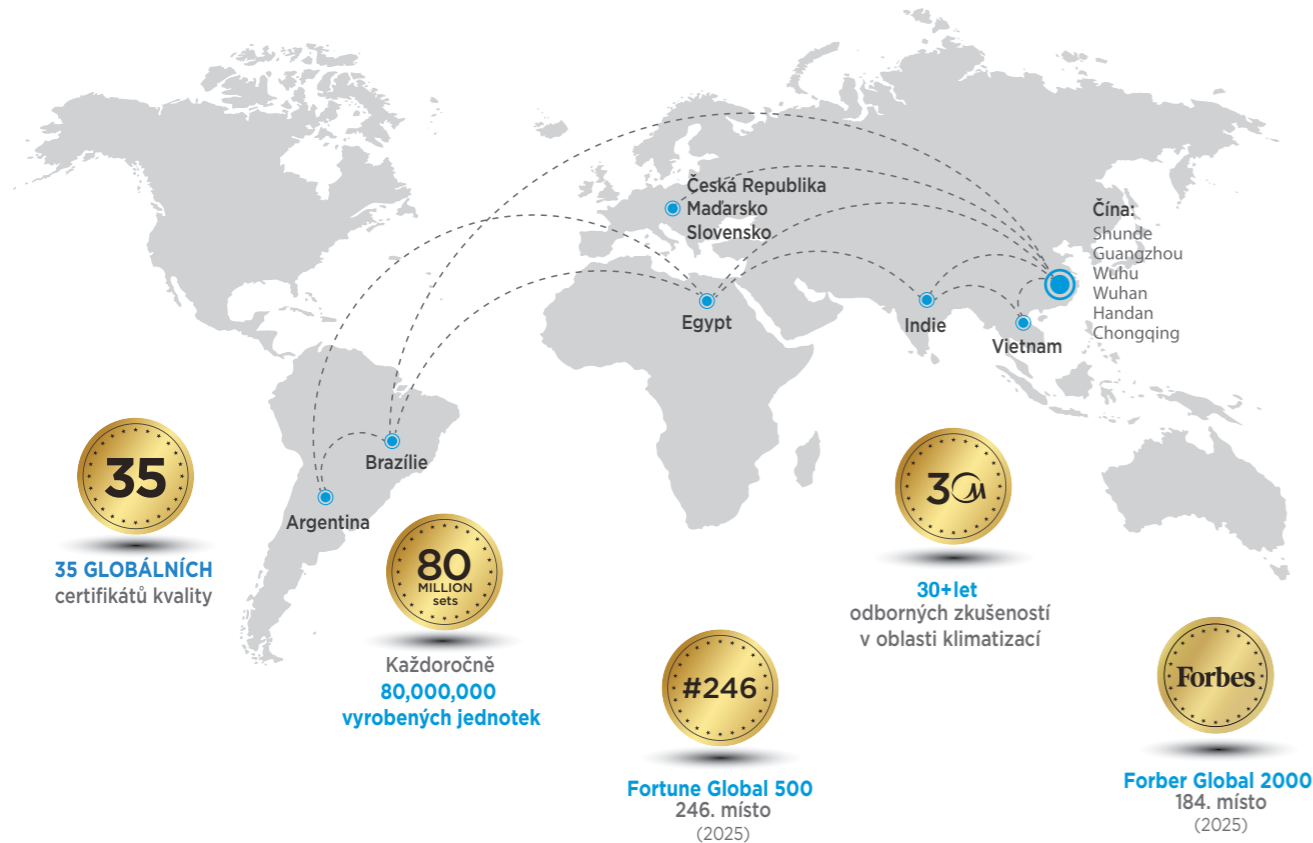 Česká Republika
Maďarsko
Slovensko
Čína:
Shunde
Guangzhou
Wuhu
Wuhan
Handan
Chongqing
Egypt
Indie
Vietnam
Brazílie
Argentina
35
35 GLOBÁLNÍCH
certifikátů kvality
80
MILLION
sets
Každoročně
80,000,000
vyrobených jednotek
#246
Fortune Global 500
246. místo
(2025)
30
30+let
odborných zkušeností
v oblasti klimatizací
Forbes
Forber Global 2000
184. místo
(2025)